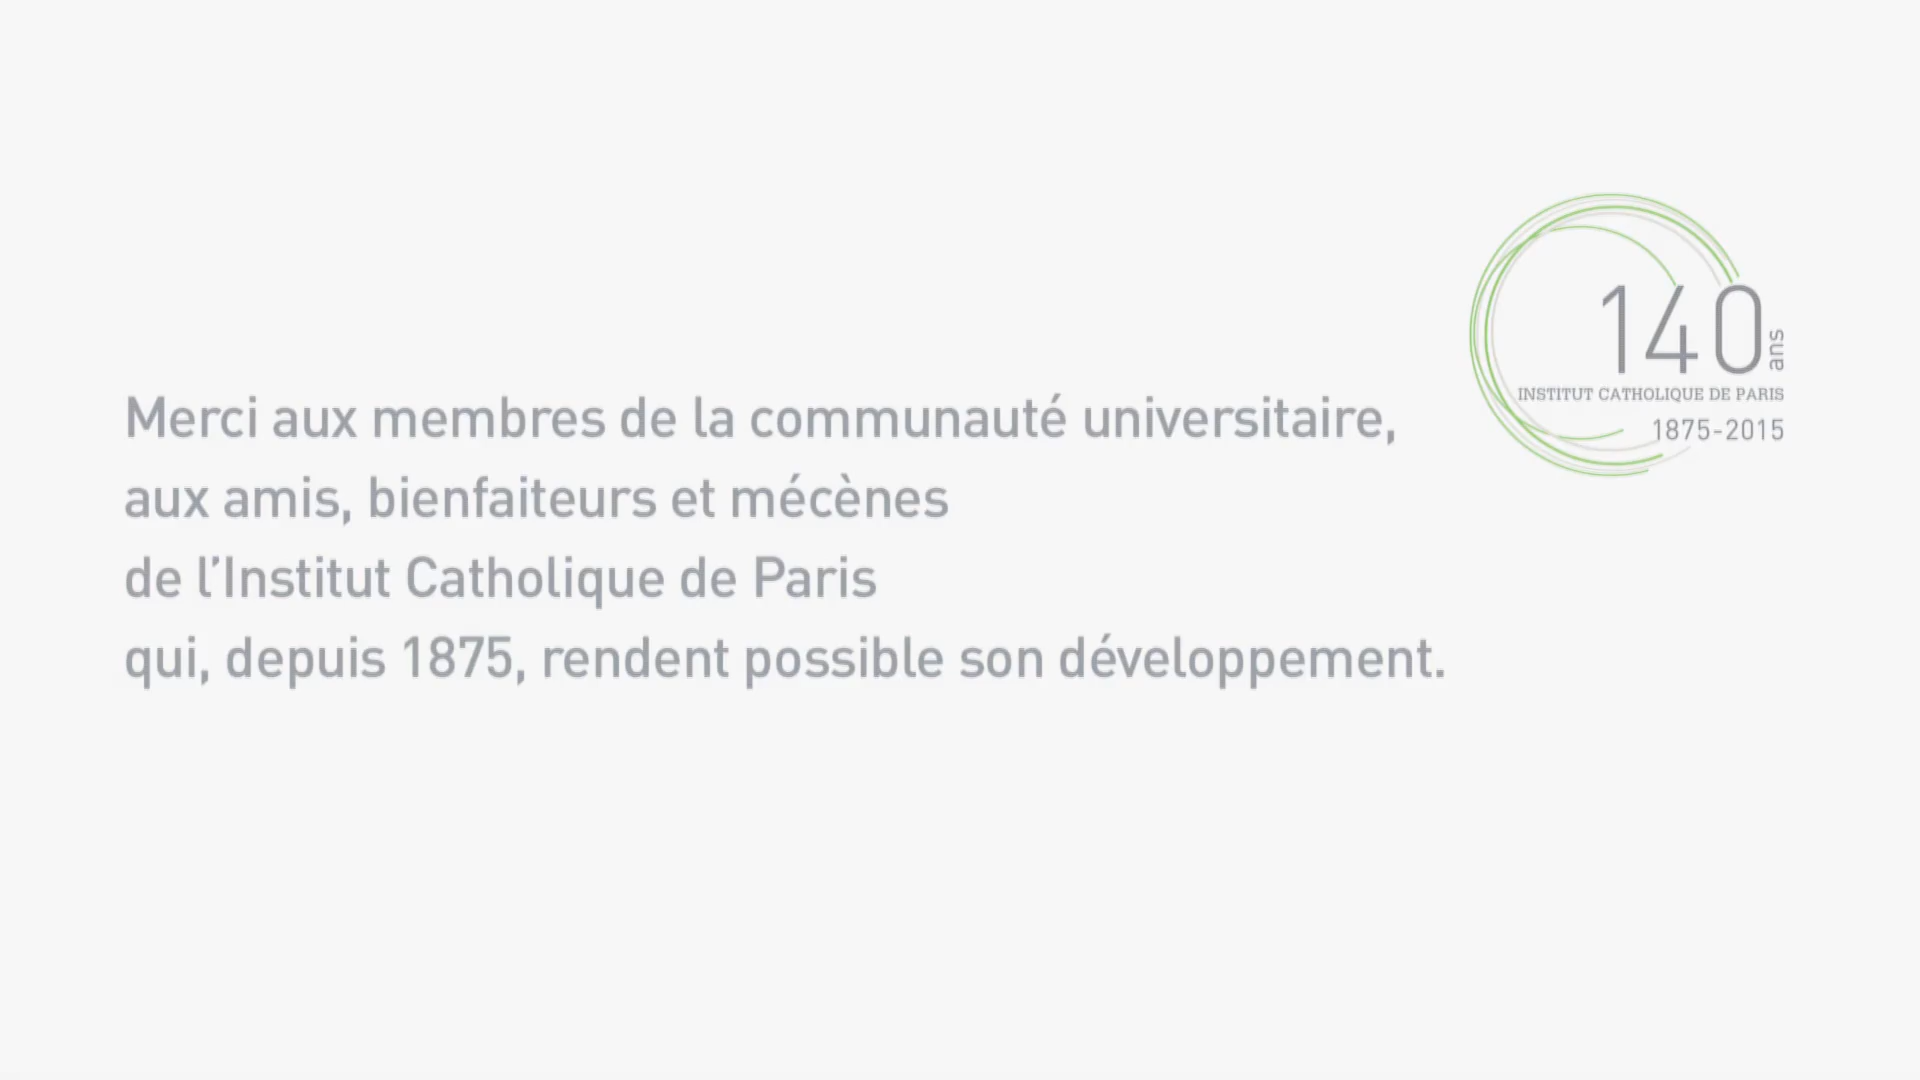 Merci aux membres de la communauté universitaire,
aux amis, bienfaiteurs et mécènes
de l’Institut Catholique de Paris
qui, depuis 1875, rendent possible son développement.
140 ans
INSTITUT CATHOLIQUE DE PARIS
1875-2015